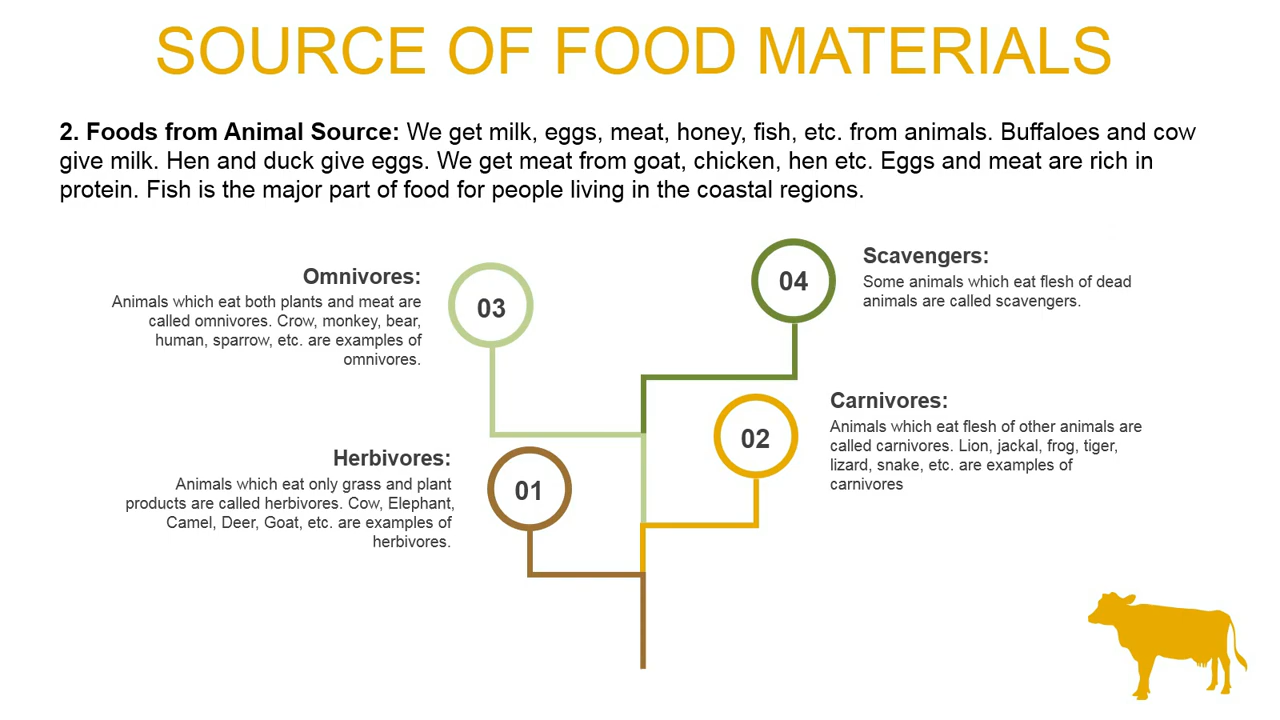 SOURCE OF FOOD MATERIALS
2. Foods from Animal Source: We get milk, eggs, meat, honey, fish, etc. from animals. Buffaloes and cow
give milk. Hen and duck give eggs. We get meat from goat, chicken, hen etc. Eggs and meat are rich in
protein. Fish is the major part of food for people living in the coastal regions.
Omnivores:
Animals which eat both plants and meat are
called omnivores. Crow, monkey, bear,
human, sparrow, etc. are examples of
omnivores.
03
04
Scavengers:
Some animals which eat flesh of dead
animals are called scavengers.
Herbivores:
Animals which eat only grass and plant
products are called herbivores. Cow, Elephant,
Camel, Deer, Goat, etc. are examples of
herbivores.
01
02
Carnivores:
Animals which eat flesh of other animals are
called carnivores. Lion, jackal, frog, tiger,
lizard, snake, etc. are examples of
carnivores